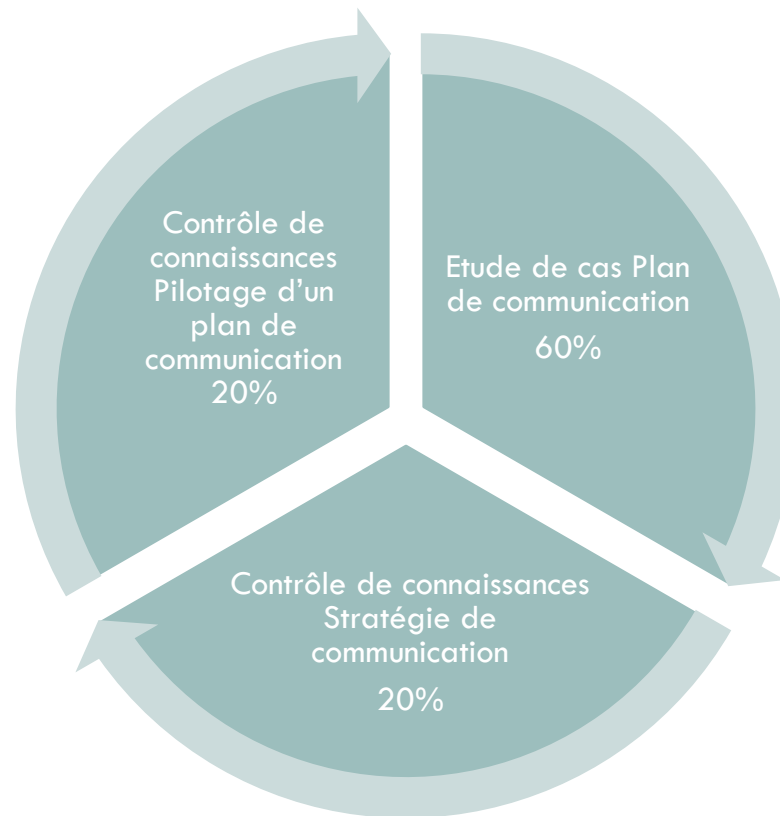 Contrôle de
connaissances
Pilotage d'un
plan de
communication
20%
Etude de cas Plan
de communication
60%
Contrôle de connaissances
Stratégie de
communication
20%